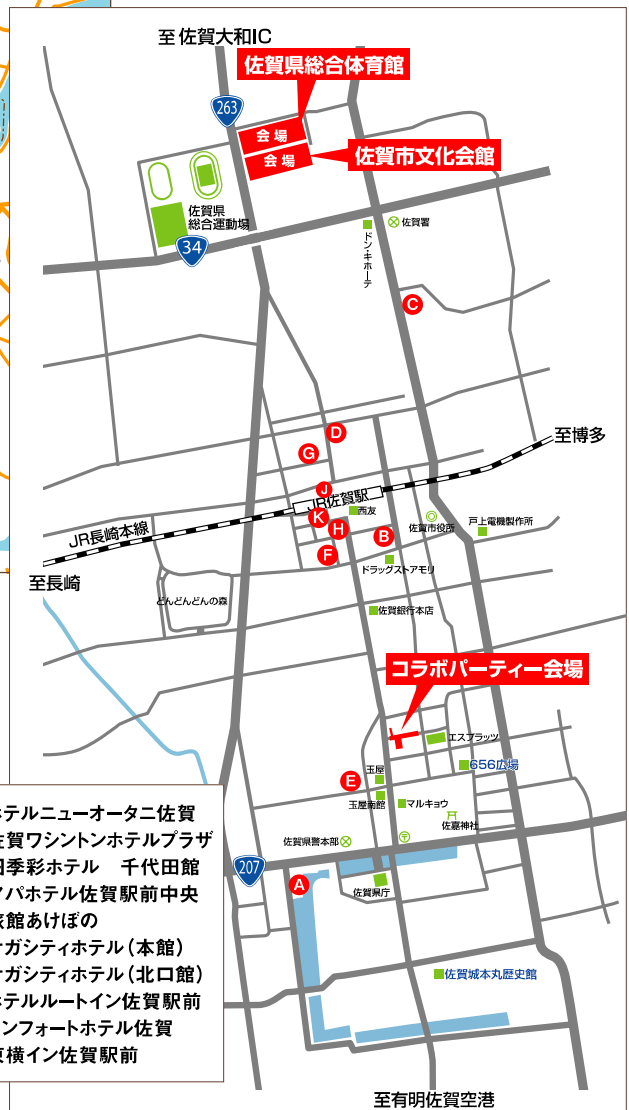 至佐賀大和IC
佐賀県総合体育館
263
会場
会場
佐賀市文化会館
佐賀県
総合運動場
34
ドン・キホーテ
佐賀署
C
D
G
至博多
J
JR佐賀駅
K
西友
H
B
佐賀市役所
戸上電機製作所
JR長崎本線
F
ドラッグストアモリ
至長崎
どんどんどんの森
佐賀銀行本店
コラボパーティー会場
エスプラッツ
656広場
玉屋
E
玉屋南館
マルキョウ
佐嘉神社
佐賀県警本部
〒
207
A
佐賀県庁
佐賀城本丸歴史館
至有明佐賀空港
テルニューオータニ佐賀
賀ワシントンホテルプラザ
季彩ホテル 千代田館
パホテル佐賀駅前中央
館あけぼの
ガシティホテル(本館)
ガシティホテル(北口館)
テルルートイン佐賀駅前
ンフォートホテル佐賀
横イン佐賀駅前